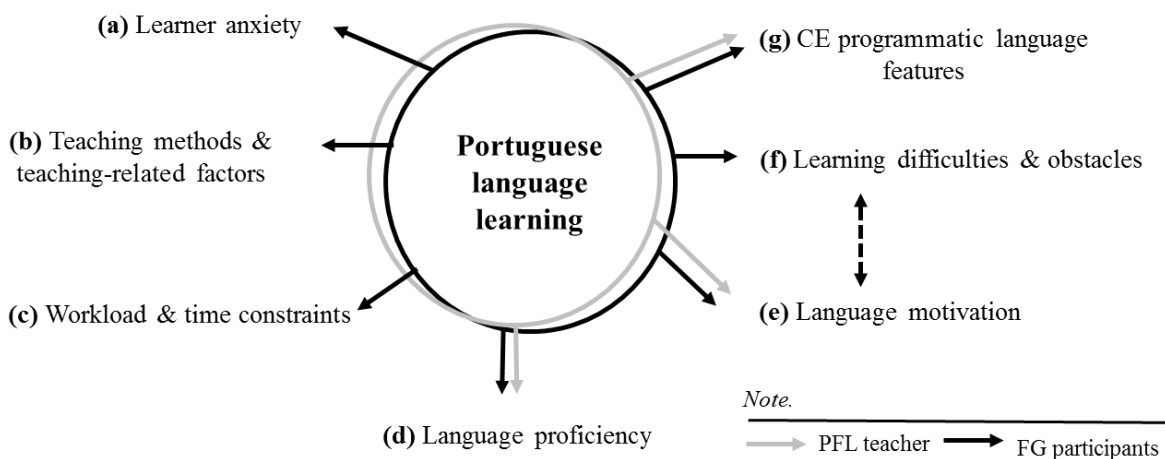 (a) Learner anxiety
(b) Teaching methods &
teaching-related factors
(c) Workload & time constraints
(d) Language proficiency
Portuguese
language
learning
(g) CE programmatic language
features
(f) Learning difficulties & obstacles
(e) Language motivation
Note.
PFL teacher
FG participants